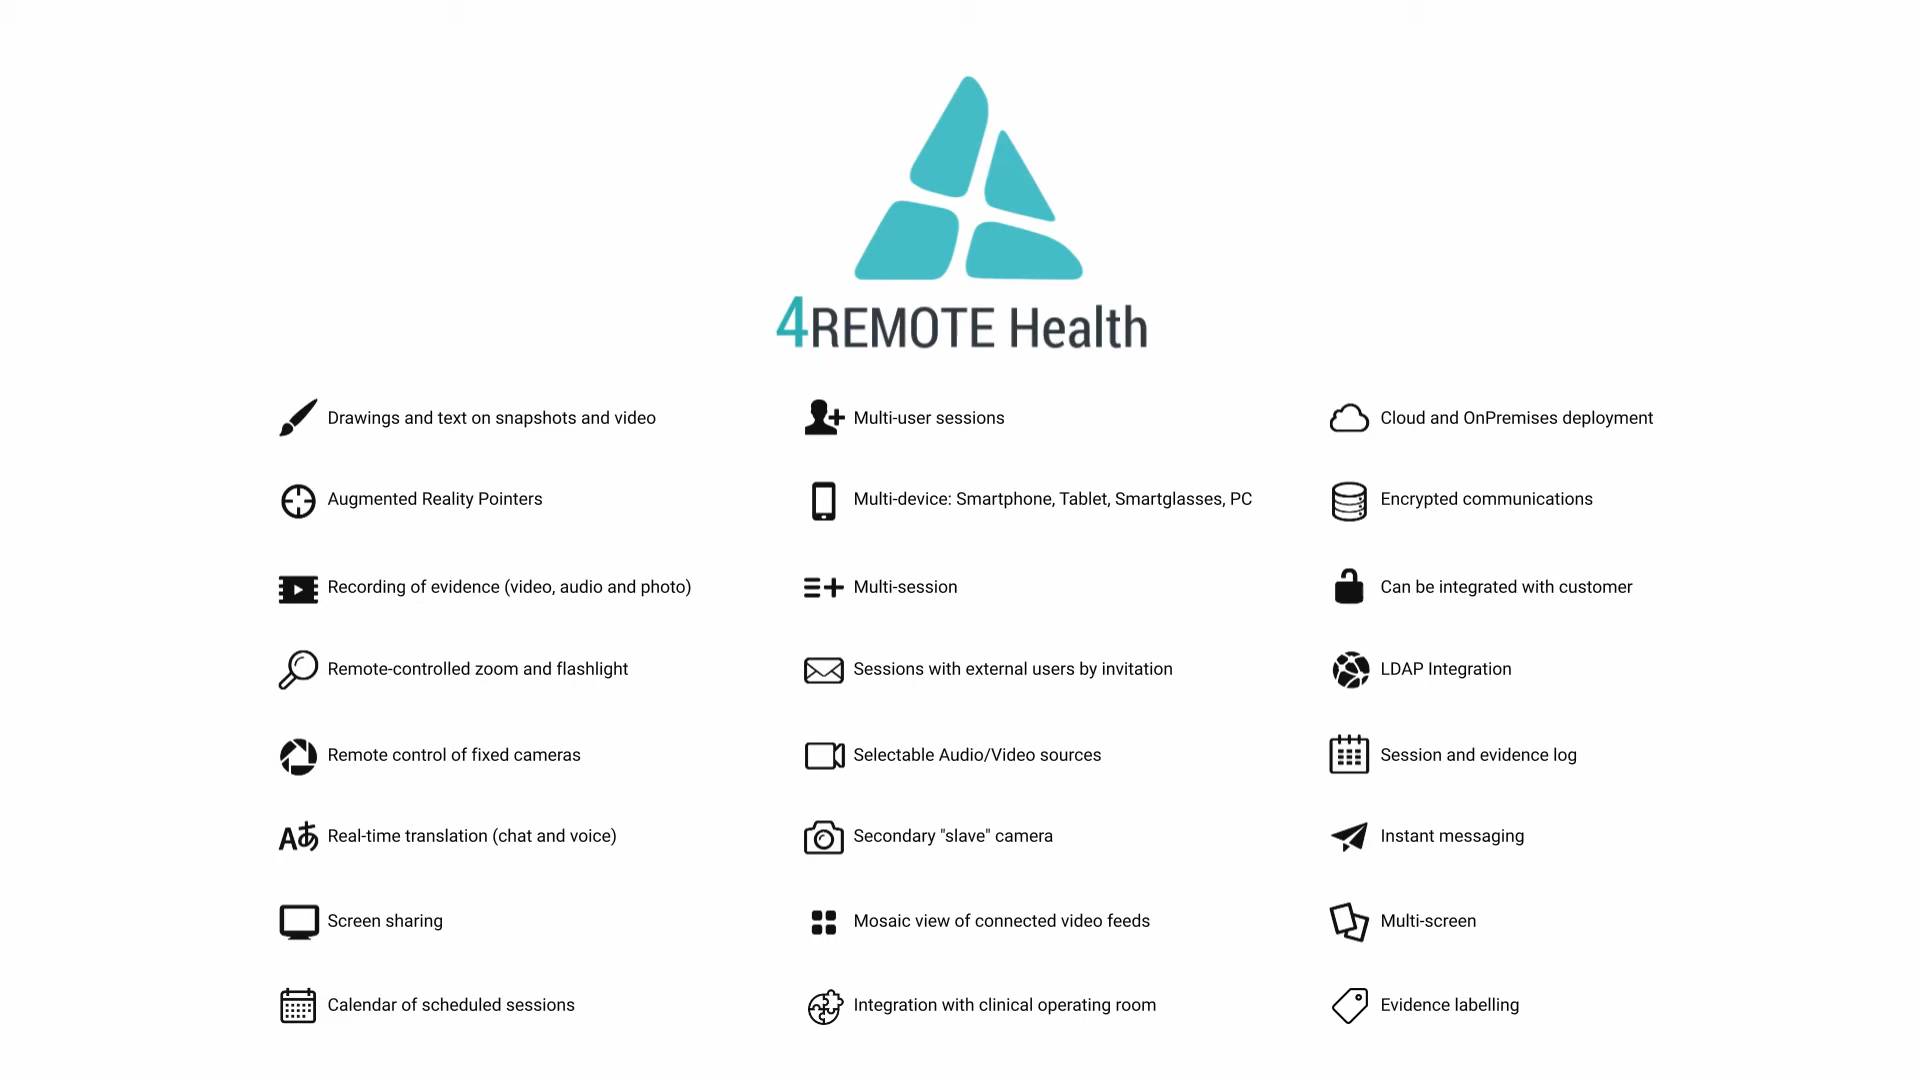 4REMOTE Health
Drawings and text on snapshots and video
Augmented Reality Pointers
Recording of evidence (video, audio and photo)
Remote-controlled zoom and flashlight
Remote control of fixed cameras
Aあ Real-time translation (chat and voice)
Screen sharing
Calendar of scheduled sessions
Multi-user sessions
Multi-device: Smartphone, Tablet, Smartglasses, PC
Multi-session
Sessions with external users by invitation
Selectable Audio/Video sources
Secondary "slave" camera
Mosaic view of connected video feeds
Integration with clinical operating room
Cloud and OnPremises deployment
Encrypted communications
Can be integrated with customer
LDAP Integration
Session and evidence log
Instant messaging
Multi-screen
Evidence labelling